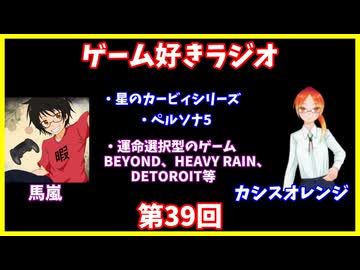 ゲーム好きラジオ
・星のカービィシリーズ
・ペルソナ5
・運命選択型のゲーム
BEYOND、HEAVY RAIN、
DETOROIT等
暇
馬嵐
カシスオレンジ
第39回